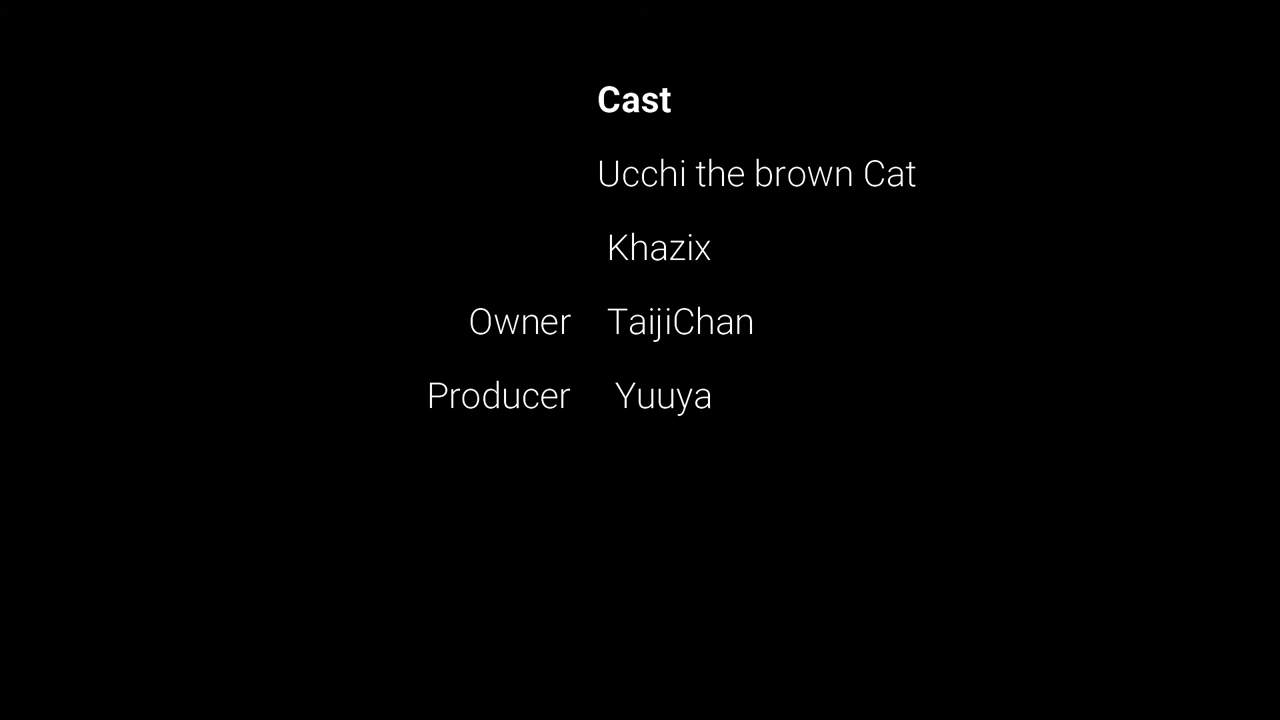 Cast
Ucchi the brown Cat
Khazix
Owner TaijiChan
Producer Yuuya